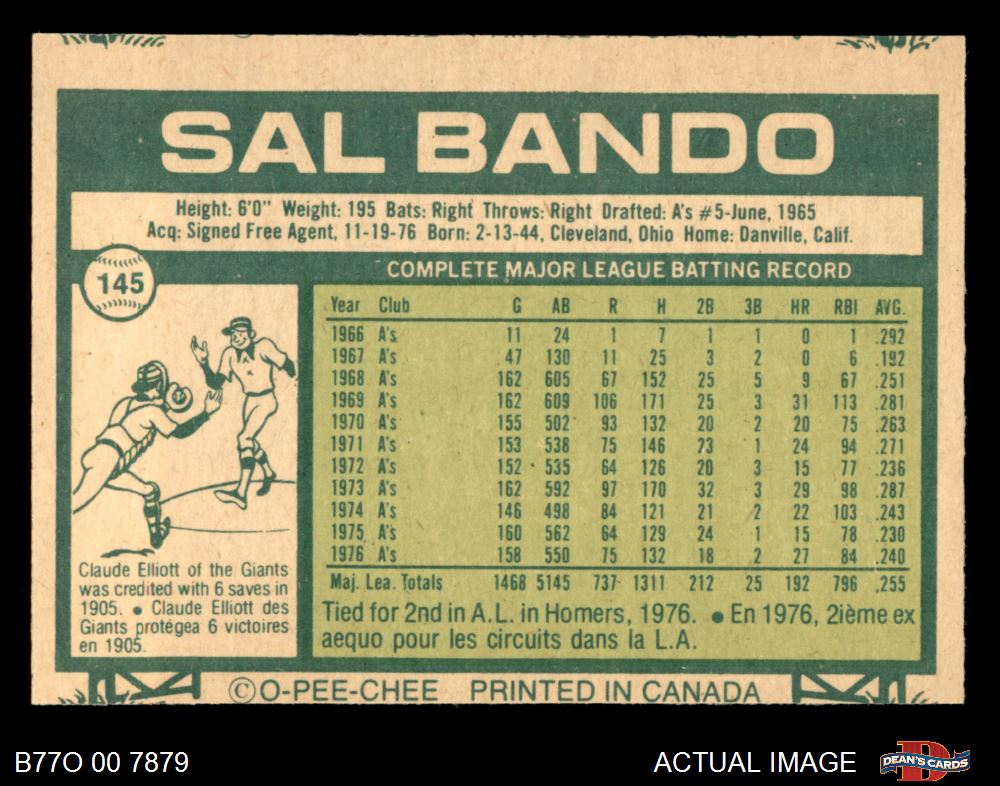 SAL BANDO
Height: 6'0" Weight: 195 Bats: Right Throws: Right Drafted: A's #5-June, 1965
Acq: Signed Free Agent, 11-19-76 Born: 2-13-44, Cleveland, Ohio Home: Danville, Calif.
145
COMPLETE MAJOR LEAGUE BATTING RECORD
Year Club G AB R H 2B 3B HR RBI AVG.
1966 A's 11 24 1 7 1 1 0 1 .292
1967 A's 47 130 11 25 3 2 0 6 .192
1968 A's 162 605 67 152 25 5 9 67 .251
1969 A's 162 609 106 171 25 3 31 113 .281
1970 A's 155 502 93 132 20 2 20 75 .263
1971 A's 153 538 75 146 23 1 24 94 .271
1972 A's 152 535 64 126 20 3 15 77 .236
1973 A's 162 592 97 170 32 3 29 98 .287
1974 A's 146 498 84 121 21 2 22 103 .243
1975 A's 160 562 64 129 24 1 15 78 .230
1976 A's 158 550 75 132 18 2 27 84 .240
Maj. Lea. Totals 1468 5145 737 1311 212 25 192 796 .255
Tied for 2nd in A.L. in Homers, 1976. ● En 1976, 2ième ex
aequo pour les circuits dans la L.A.
Claude Elliott of the Giants
was credited with 6 saves in
1905. ● Claude Elliott des
Giants protégea 6 victoires
en 1905.
©O-PEE-CHEE PRINTED IN CANADA
B77O 00 7879
ACTUAL IMAGE
DEAN'S CARDS